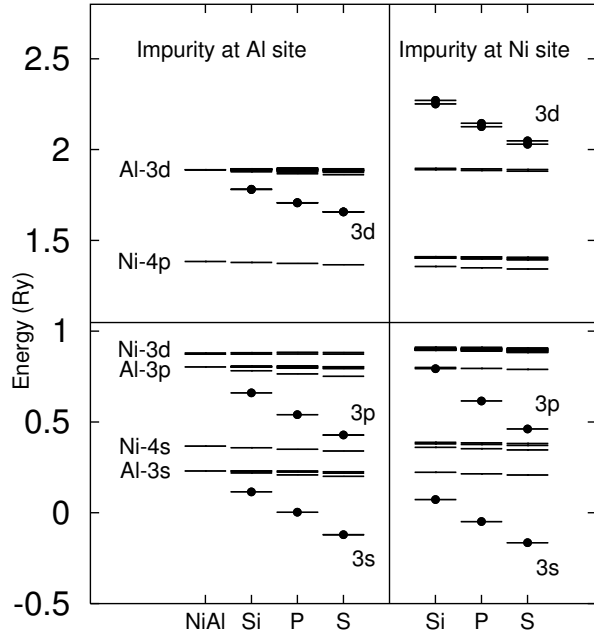 Impurity at Al site
Impurity at Ni site
2.5
2
1.5
1
0.5
0
-0.5
Energy (Ry)
3d
Al-3d
3d
Ni-4p
Ni-3d
Al-3p
3p
3p
Ni-4s
Al-3s
3s
3s
NiAl Si P S
Si P S